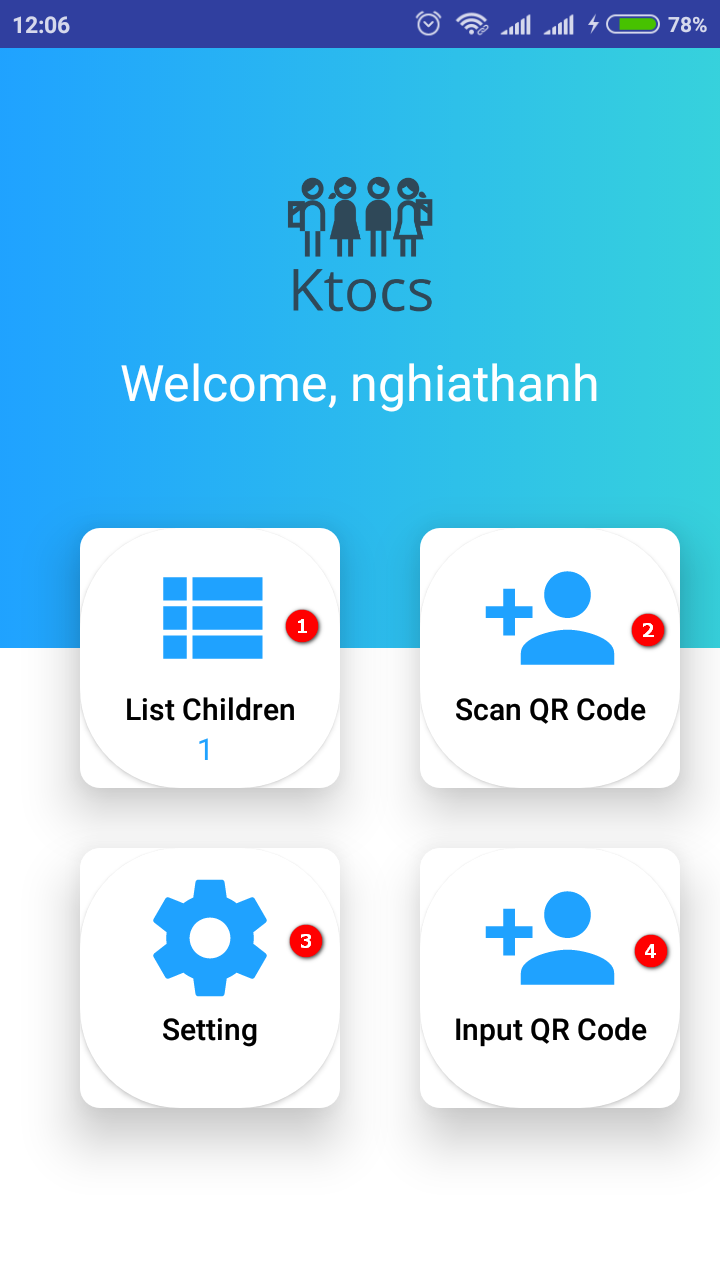 12:06 78%
Ktocs
Welcome, nghiathanh
1
2
List Children
Scan QR Code
1
3
4
Setting
Input QR Code